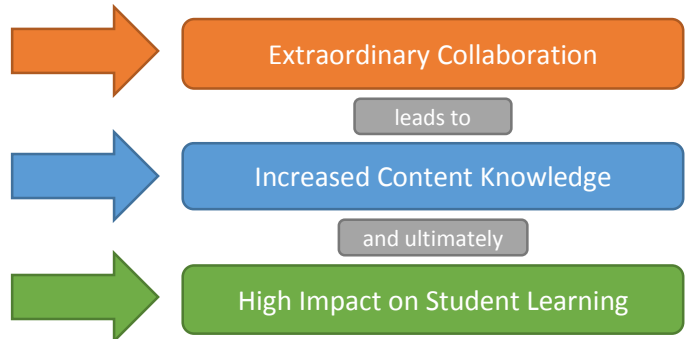 Extraordinary Collaboration
leads to
Increased Content Knowledge
and ultimately
High Impact on Student Learning